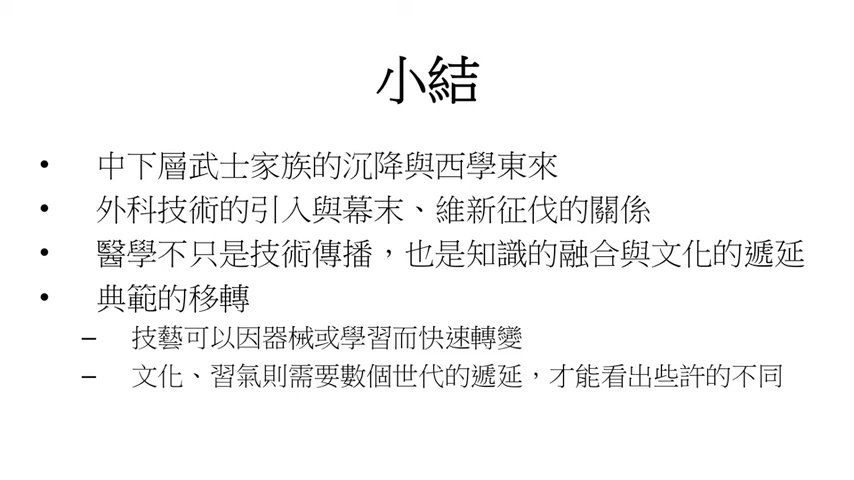 小結
• 中下層武士家族的沉降與西學東來
• 外科技術的引入與幕末、維新征伐的關係
• 醫學不只是技術傳播，也是知識的融合與文化的遞延
• 典範的移轉
– 技藝可以因器械或學習而快速轉變
– 文化、習氣則需要數個世代的遞延，才能看出些許的不同